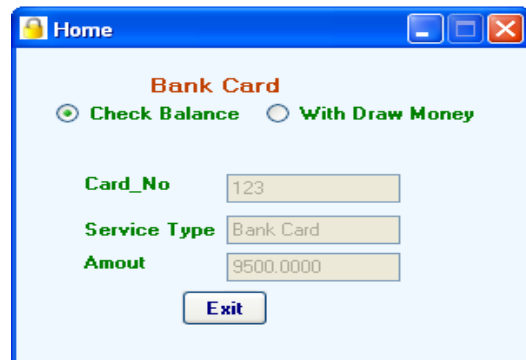 Home
Bank Card
Check Balance With Draw Money
Card_No 123
Service Type Bank Card
Amout 9500.0000
Exit